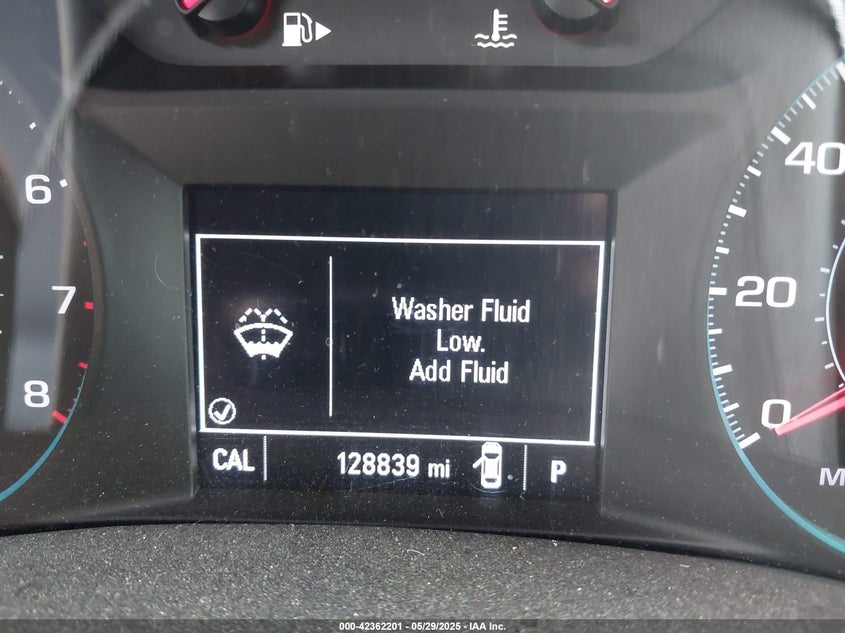 6
7
8
40
20
0
M
Washer Fluid
Low.
Add Fluid
CAL 128839 mi P
000-42362201 - 05/29/2025 - IAA Inc.